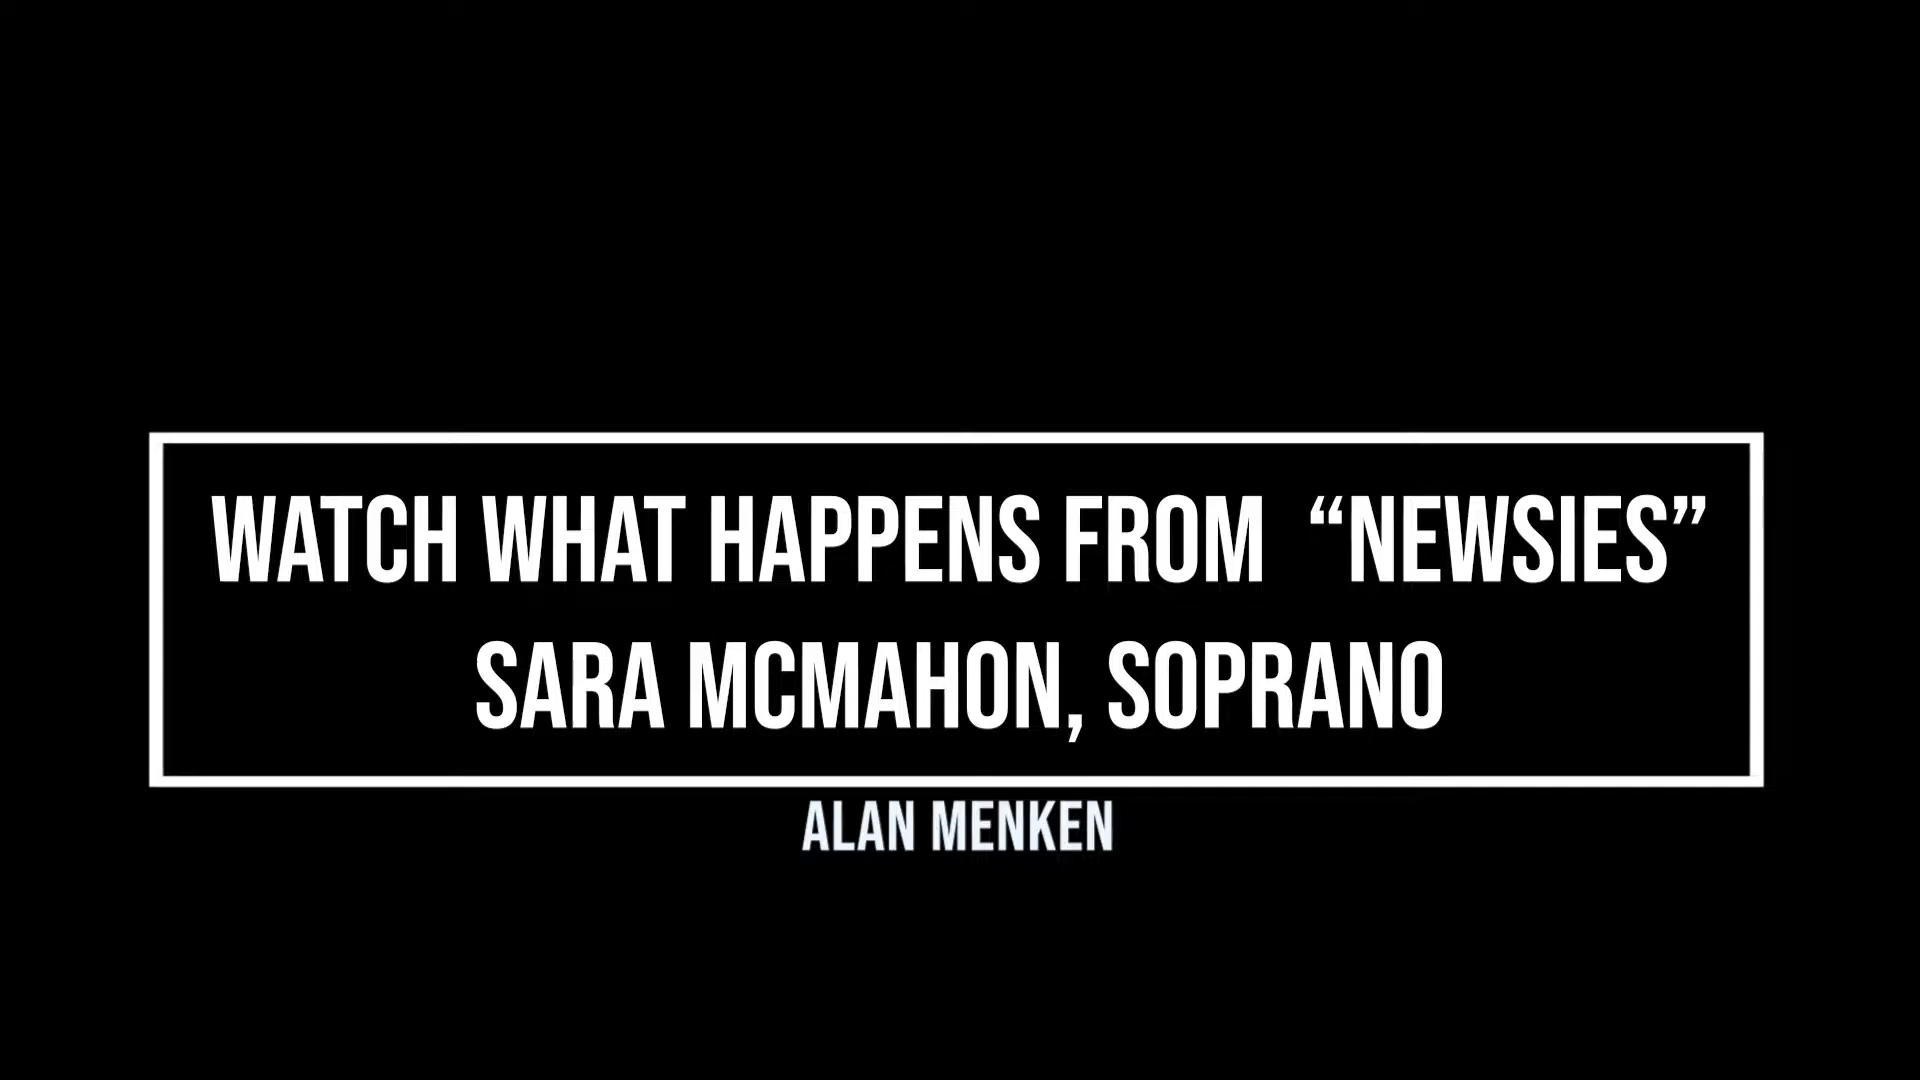 WATCH WHAT HAPPENS FROM “NEWSIES”
SARA MCMAHON, SOPRANO
ALAN MENKEN